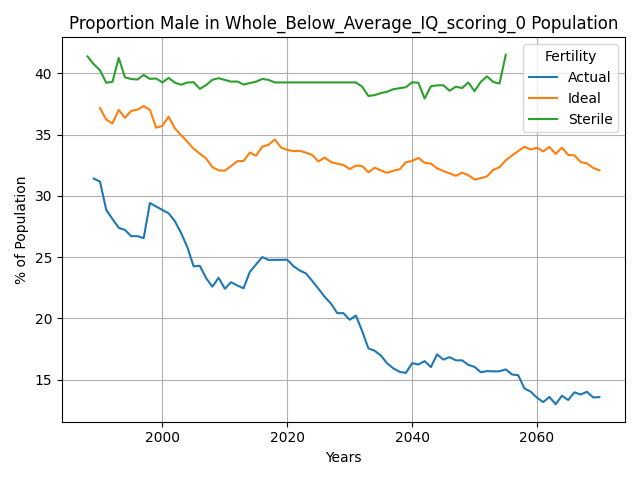 Proportion Male in Whole_Below_Average_IQ_scoring_0 Population
Fertility
Actual
Ideal
Sterile
40
35
30
25
20
15
% of Population
2000
2020
2040
2060
Years